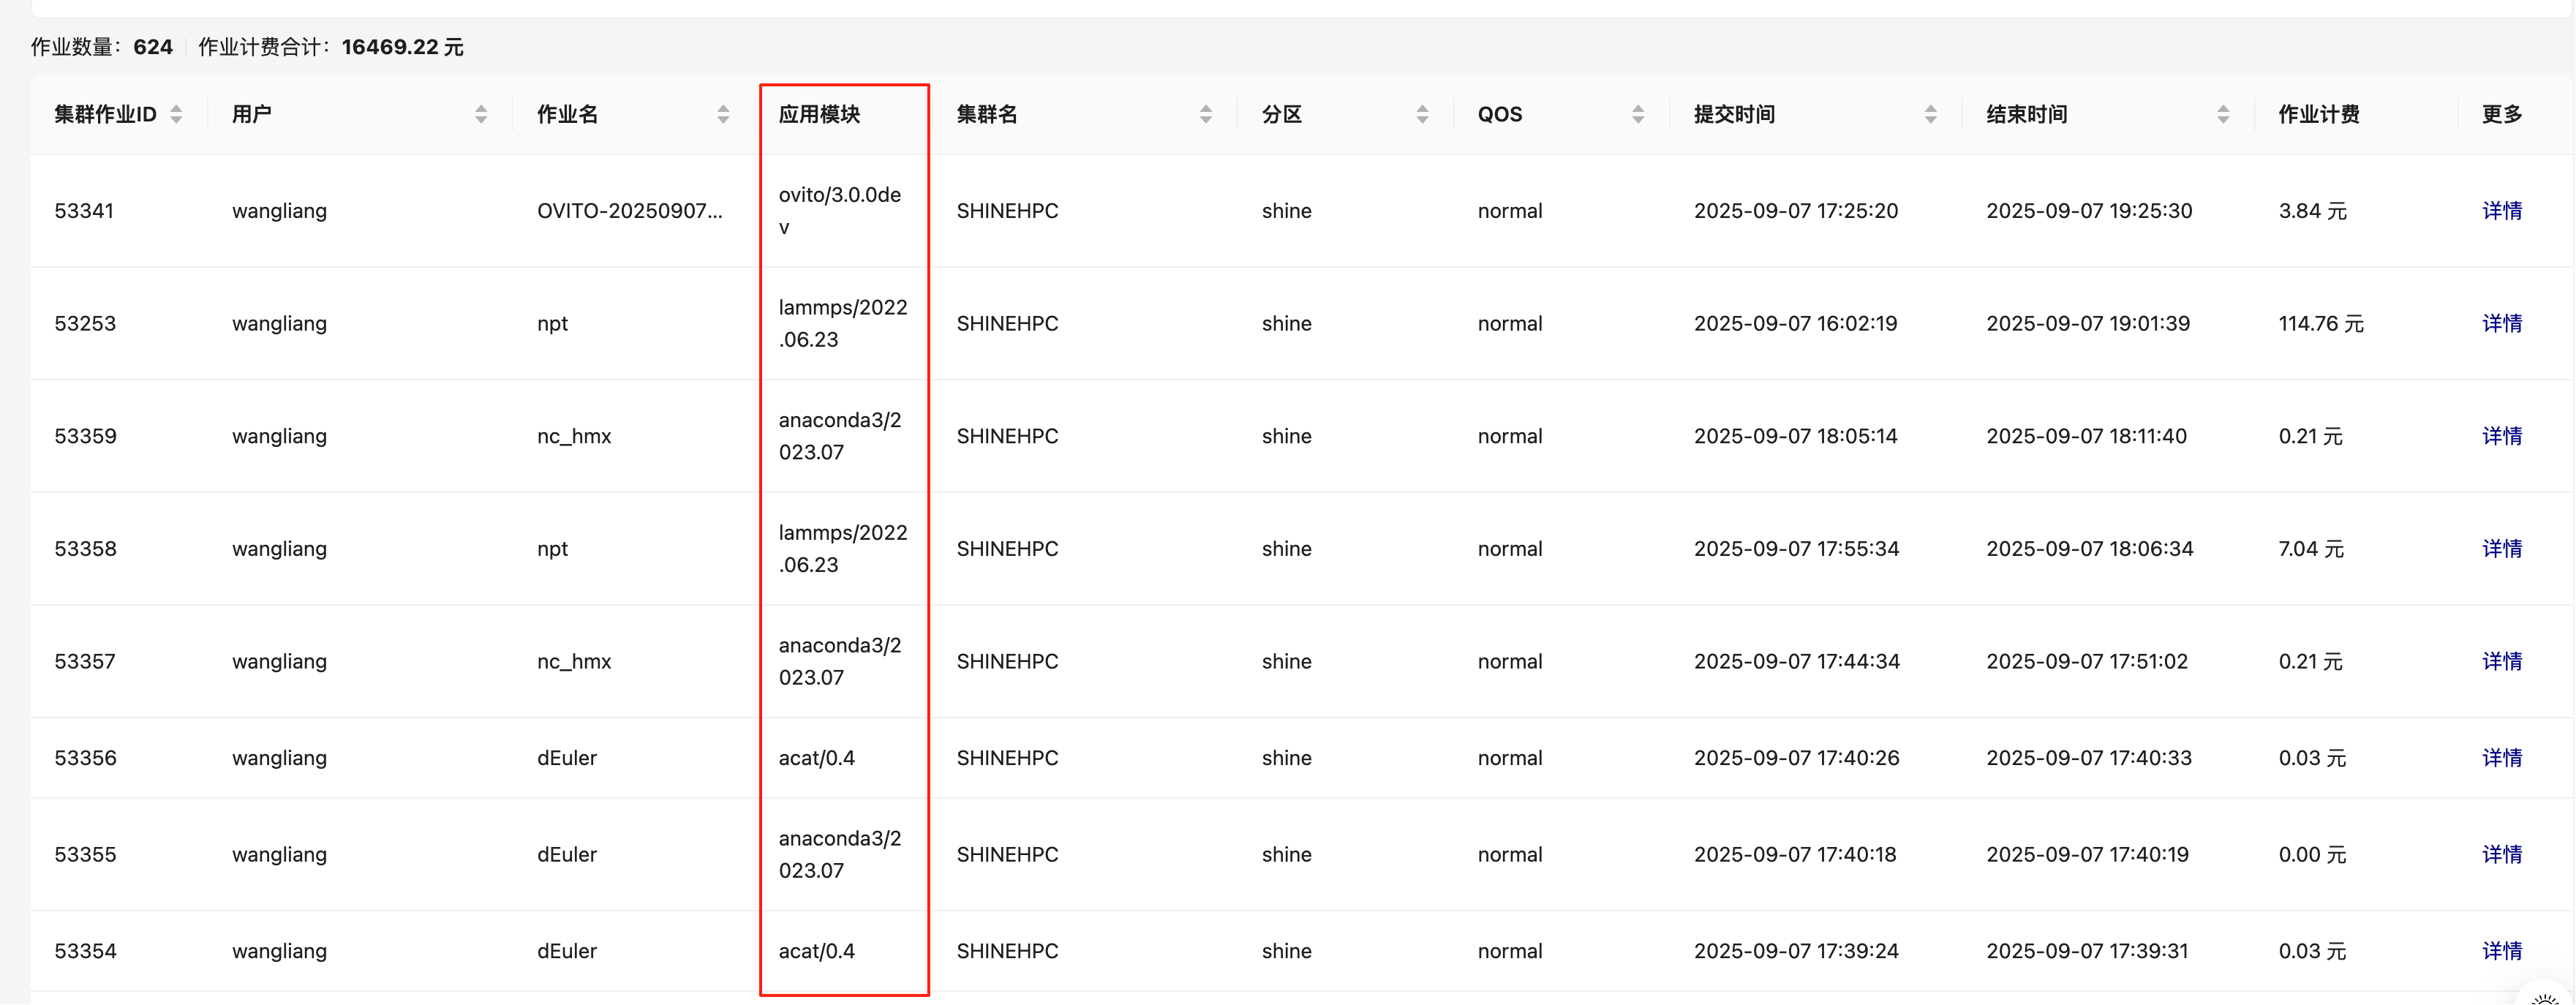 作业数量：624 作业计费合计：16469.22 元
集群作业ID 用户 作业名 应用模块 集群名 分区 QOS 提交时间 结束时间 作业计费 更多
53341 wangliang OVITO-20250907... ovito/3.0.0de SHINEHPC shine normal 2025-09-07 17:25:20 2025-09-07 19:25:30 3.84 元 详情
v
53253 wangliang npt lammps/2022 SHINEHPC shine normal 2025-09-07 16:02:19 2025-09-07 19:01:39 114.76 元 详情
.06.23
53359 wangliang nc_hmx anaconda3/2 SHINEHPC shine normal 2025-09-07 18:05:14 2025-09-07 18:11:40 0.21 元 详情
023.07
53358 wangliang npt lammps/2022 SHINEHPC shine normal 2025-09-07 17:55:34 2025-09-07 18:06:34 7.04 元 详情
.06.23
53357 wangliang nc_hmx anaconda3/2 SHINEHPC shine normal 2025-09-07 17:44:34 2025-09-07 17:51:02 0.21 元 详情
023.07
53356 wangliang dEuler acat/0.4 SHINEHPC shine normal 2025-09-07 17:40:26 2025-09-07 17:40:33 0.03 元 详情
53355 wangliang dEuler anaconda3/2 SHINEHPC shine normal 2025-09-07 17:40:18 2025-09-07 17:40:19 0.00 元 详情
023.07
53354 wangliang dEuler acat/0.4 SHINEHPC shine normal 2025-09-07 17:39:24 2025-09-07 17:39:31 0.03 元 详情